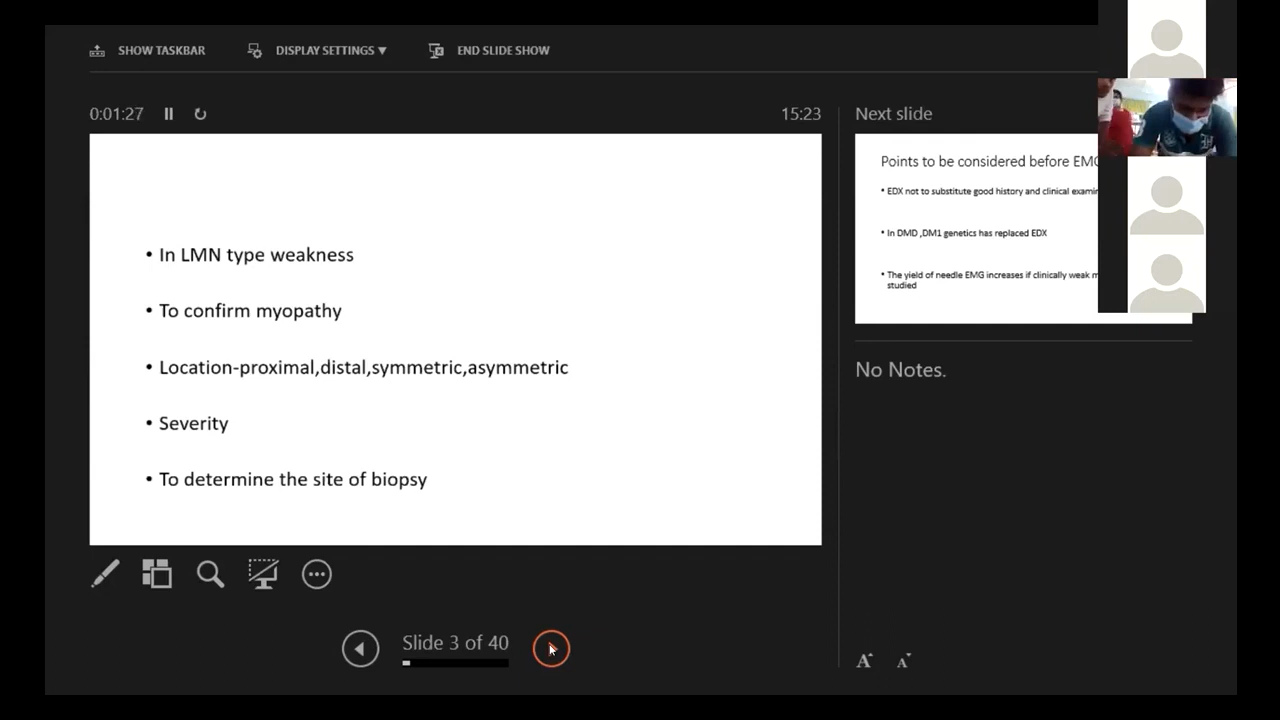 SHOW TASKBAR
DISPLAY SETTINGS ▼
END SLIDE SHOW
0:01:27
15:23
Next slide
• In LMN type weakness
• To confirm myopathy
• Location-proximal,distal,symmetric,asymmetric
• Severity
• To determine the site of biopsy
Points to be considered before EMG
• EDX not to substitute good history and clinical
• In DMD ,DM1 genetics has replaced EDX
• The yield of needle EMG increases if clinically weak
studied
No Notes.
Slide 3 of 40
A A